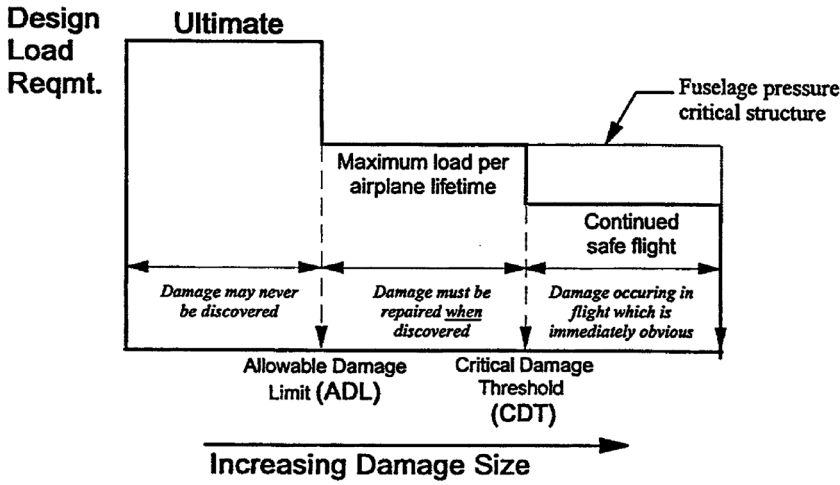 Design
Load
Reqmt.
Ultimate
Fuselage pressure
critical structure
Maximum load per
airplane lifetime
Continued
safe flight
Damage may never
be discovered
Damage must be
repaired when
discovered
Damage occuring in
flight which is
immediately obvious
Allowable Damage
Limit (ADL)
Critical Damage
Threshold
(CDT)
Increasing Damage Size